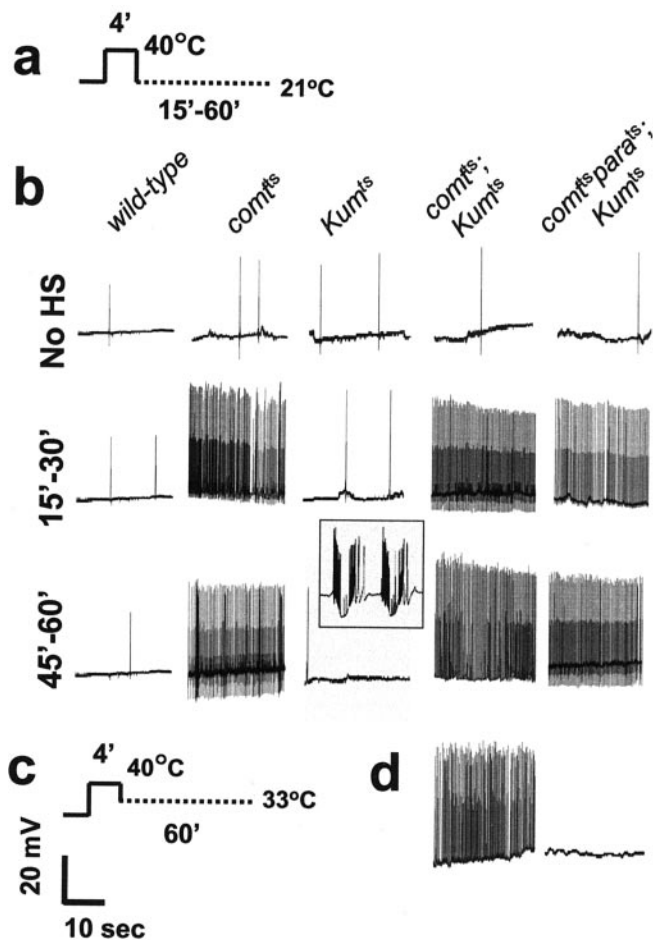 a
4'
40°C
15'-60'
21°C
b
wild-type
comt^ts
Kum^ts
comt^ts;
Kum^ts
comt^ts para^ts;
Kum^ts
No HS
15'-30'
45'-60'
c
4'
40°C
60'
33°C
20 mV
10 sec
d